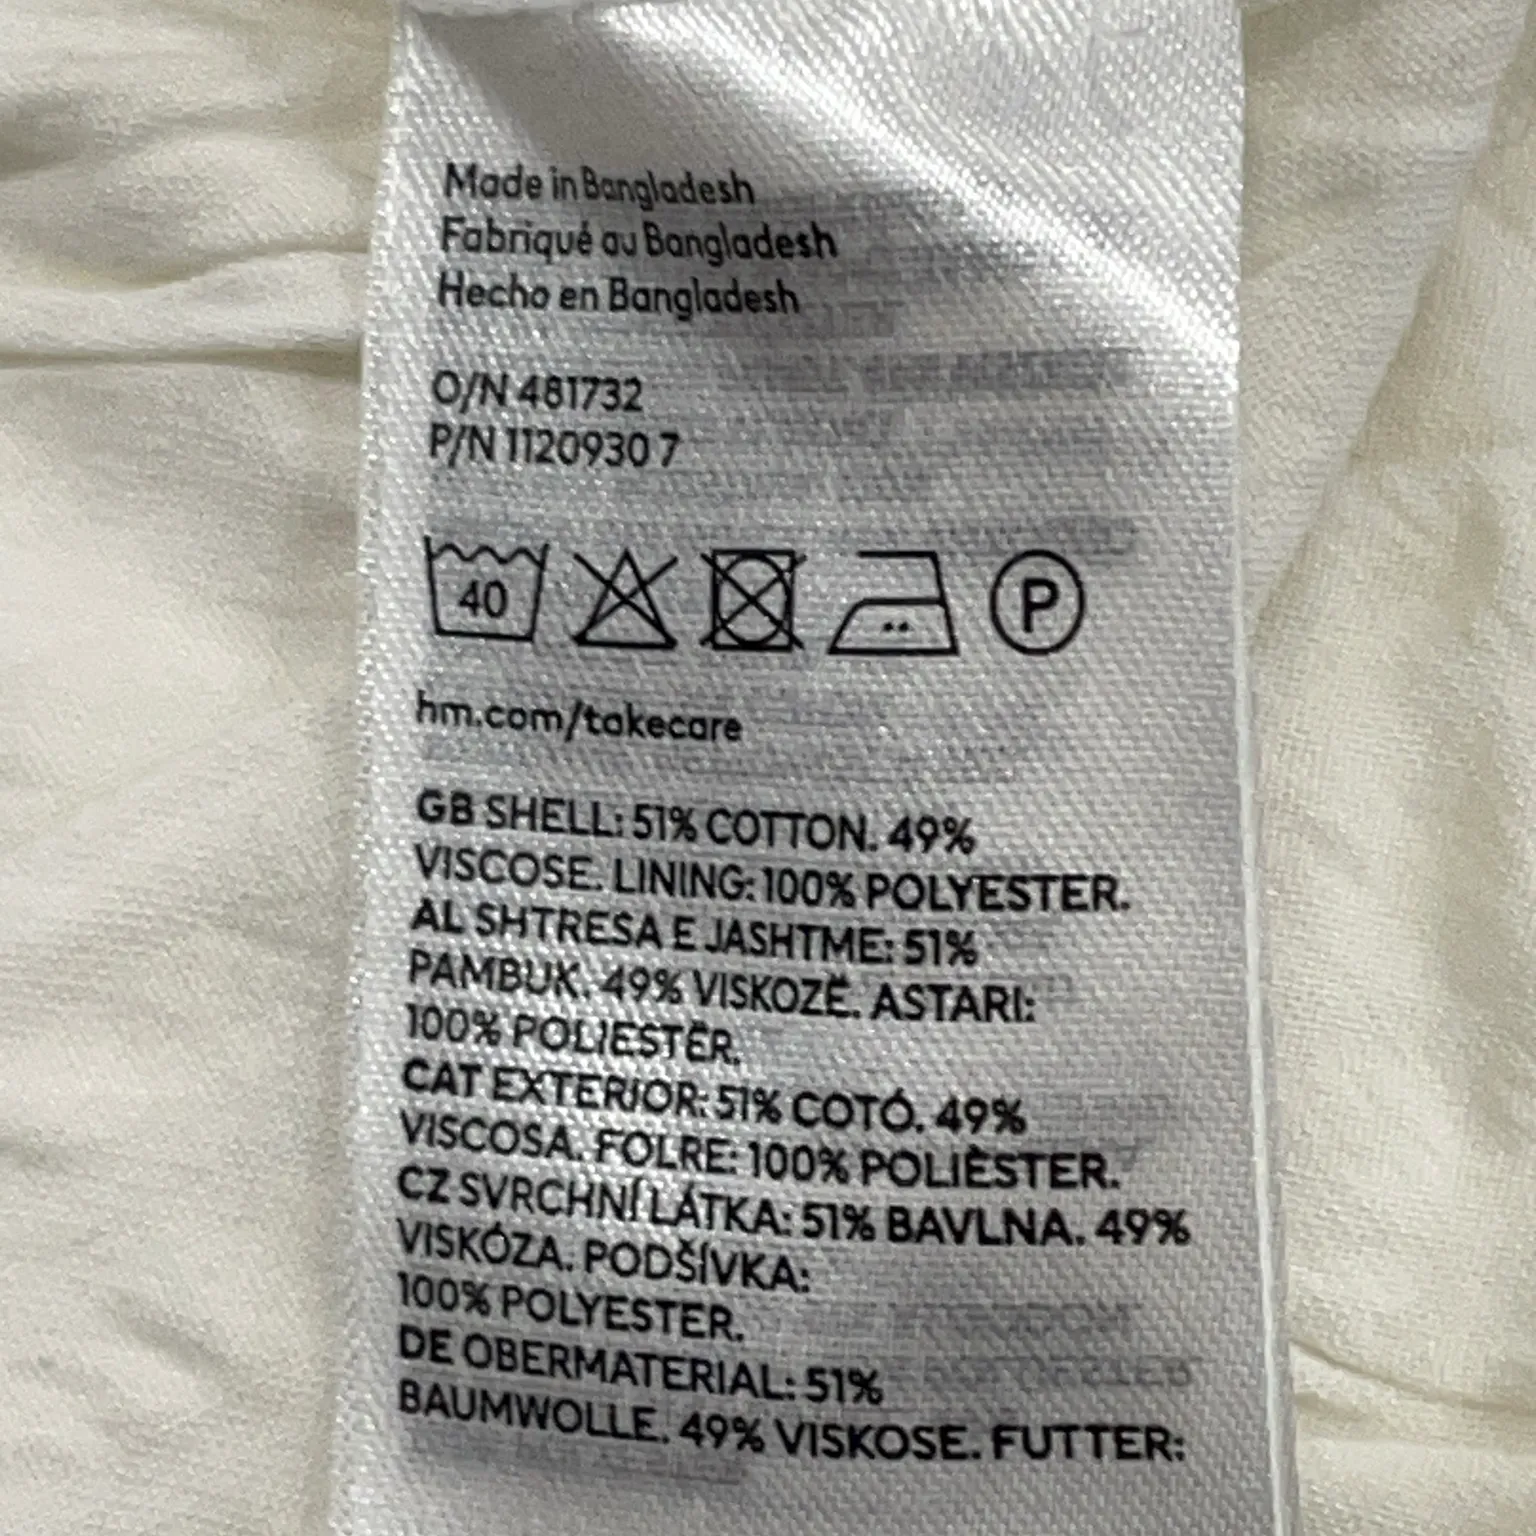 Made in Bangladesh
Fabriqué au Bangladesh
Hecho en Bangladesh
O/N 481732
P/N 1120930 7
40 P
hm.com/takecare
GB SHELL: 51% COTTON. 49%
VISCOSE. LINING: 100% POLYESTER.
AL SHTRESA E JASHTME: 51%
PAMBUK. 49% VISKOZË. ASTARI:
100% POLIESTËR.
CAT EXTERIOR: 51% COTÓ. 49%
VISCOSA. FOLRE: 100% POLIÈSTER.
CZ SVRCHNÍ LÁTKA: 51% BAVLNA. 49%
VISKÓZA. PODŠÍVKA:
100% POLYESTER.
DE OBERMATERIAL: 51%
BAUMWOLLE. 49% VISKOSE. FUTTER: